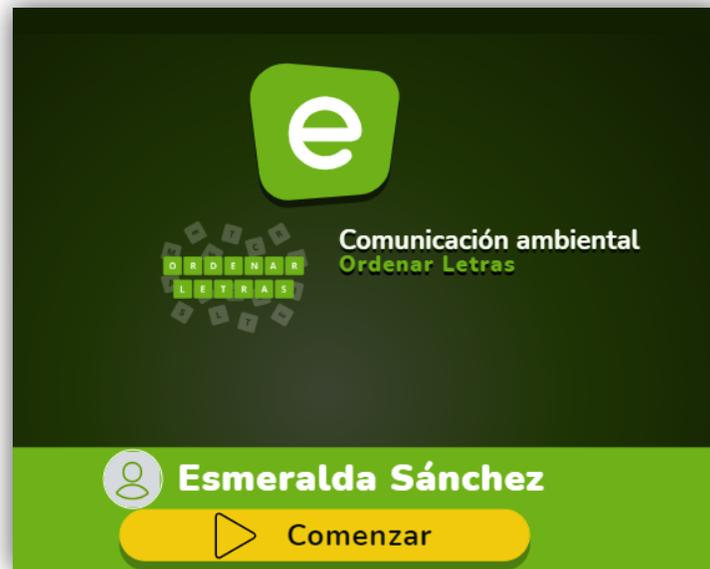 e
ORDENAR
LETRAS
Comunicación ambiental
Ordenar Letras
Esmeralda Sánchez
Comenzar